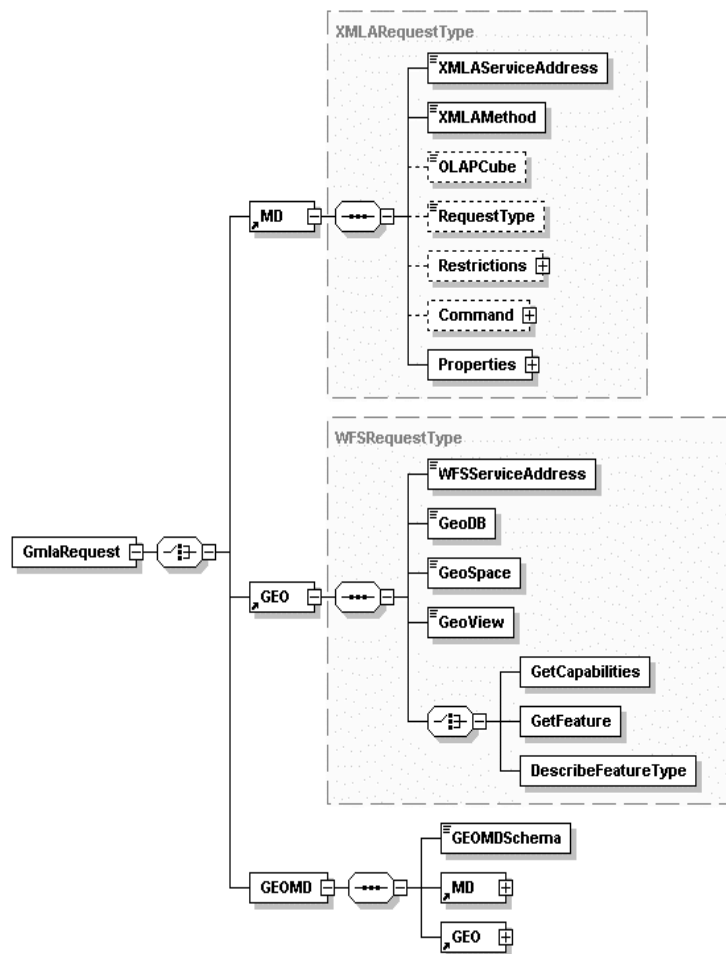 XMLARequestType
XMLAServiceAddress
XMLAMethod
OLAPCube
MD
RequestType
Restrictions
Command
Properties
WFSRequestType
WFSServiceAddress
GeoDB
GmlaRequest
GEO
GeoSpace
GeoView
GetCapabilities
GetFeature
DescribeFeatureType
GEOMDSchema
GEOMD
MD
GEO